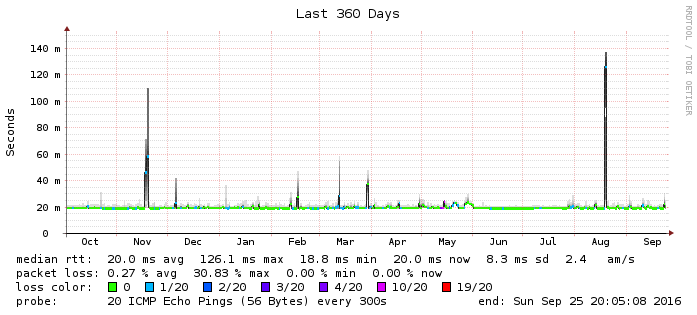 Last 360 Days
RRDTOOL / TOBI OETIKER
Seconds
140 m
120 m
100 m
80 m
60 m
40 m
20 m
0
Oct Nov Dec Jan Feb Mar Apr May Jun Jul Aug Sep
median rtt: 20.0 ms avg 126.1 ms max 18.8 ms min 20.0 ms now 8.3 ms sd 2.4 am/s
packet loss: 0.27 % avg 30.83 % max 0.00 % min 0.00 % now
loss color: 0 1/20 2/20 3/20 4/20 10/20 19/20
probe: 20 ICMP Echo Pings (56 Bytes) every 300s end: Sun Sep 25 20:05:08 2016